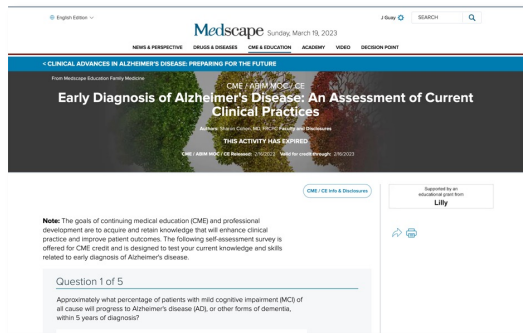 English Edition
J Guay
SEARCH
Medscape Sunday, March 19, 2023
NEWS & PERSPECTIVE DRUGS & DISEASES CME & EDUCATION ACADEMY VIDEO DECISION POINT
< CLINICAL ADVANCES IN ALZHEIMER'S DISEASE: PREPARING FOR THE FUTURE
From Medscape Education Family Medicine
CME / ABIM MOC / CE
Early Diagnosis of Alzheimer's Disease: An Assessment of Current
Clinical Practices
Authors: Sharon Cohen, MD, FRCPC Faculty and Disclosures
THIS ACTIVITY HAS EXPIRED
CME / ABIM MOC / CE Released: 2/16/2023 Valid for credit through: 2/16/2023
CME / CE Info & Disclosures
Supported by an
educational grant from
Lilly
Note: The goals of continuing medical education (CME) and professional
development are to acquire and retain knowledge that will enhance clinical
practice and improve patient outcomes. The following self-assessment survey is
offered for CME credit and is designed to test your current knowledge and skills
related to early diagnosis of Alzheimer's disease.
Question 1 of 5
Approximately what percentage of patients with mild cognitive impairment (MCI) of
all cause will progress to Alzheimer's disease (AD), or other forms of dementia,
within 5 years of diagnosis?